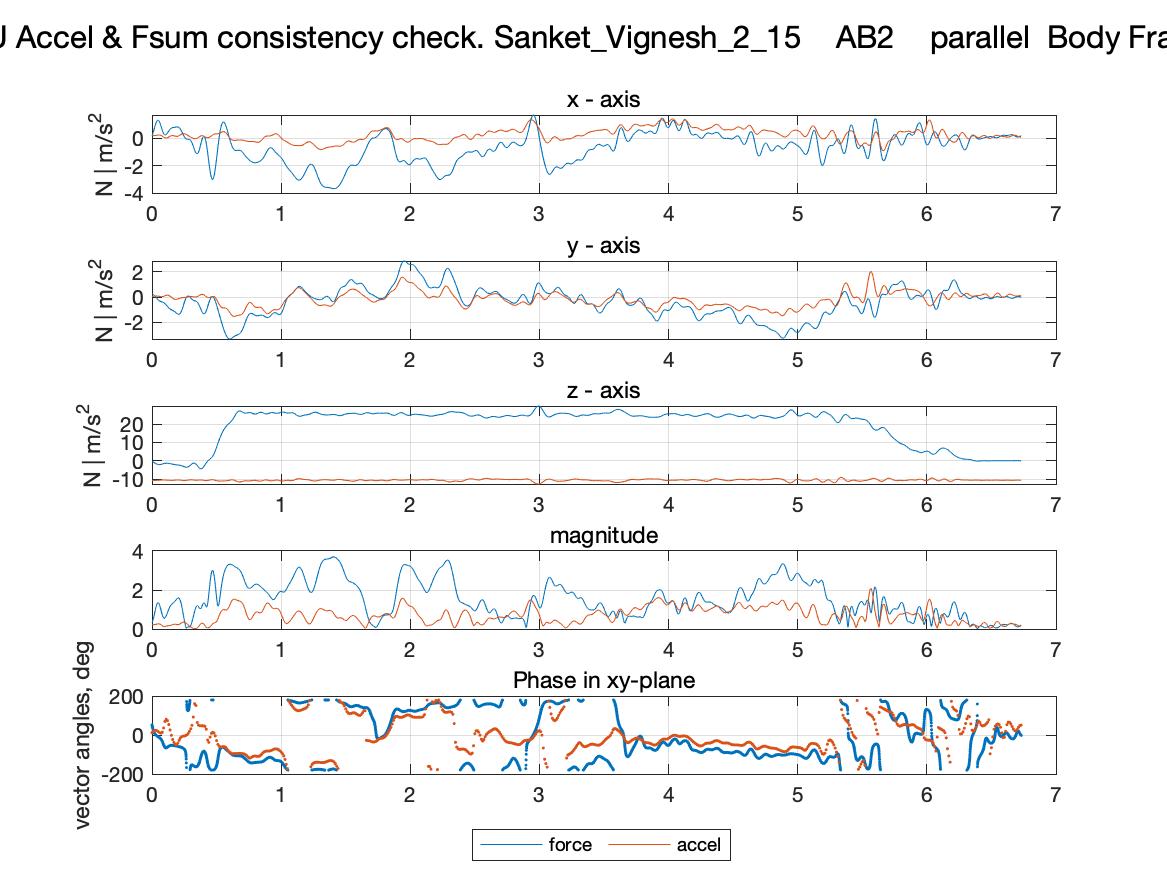 Accel & Fsum consistency check. Sanket_Vignesh_2_15 AB2 parallel Body
x - axis
N | m/s²
0
-2
-4
0 1 2 3 4 5 6 7
y - axis
N | m/s²
2
0
-2
0 1 2 3 4 5 6 7
z - axis
N | m/s²
20
10
0
-10
0 1 2 3 4 5 6 7
magnitude
4
2
0
0 1 2 3 4 5 6 7
Phase in xy-plane
vector angles, deg
200
0
-200
0 1 2 3 4 5 6 7
force accel